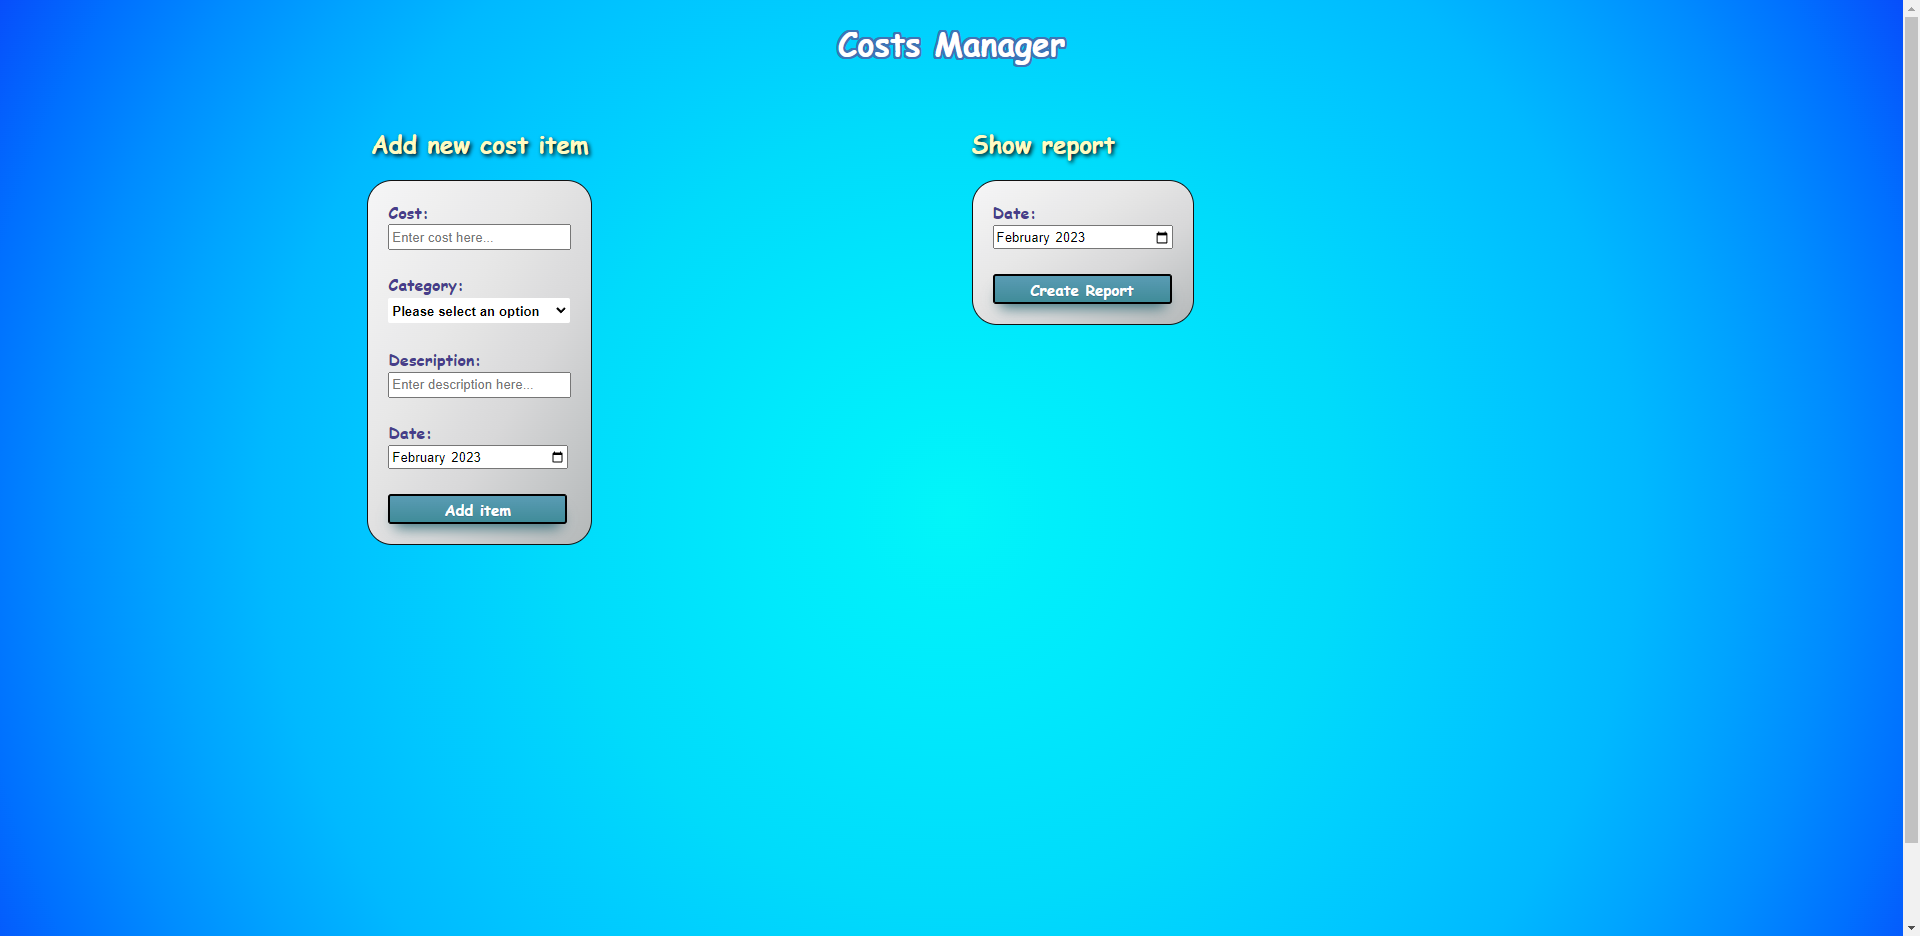 Costs Manager
Add new cost item
Cost:
Enter cost here...
Category:
Please select an option
Description:
Enter description here...
Date:
February 2023
Add item
Show report
Date:
February 2023
Create Report